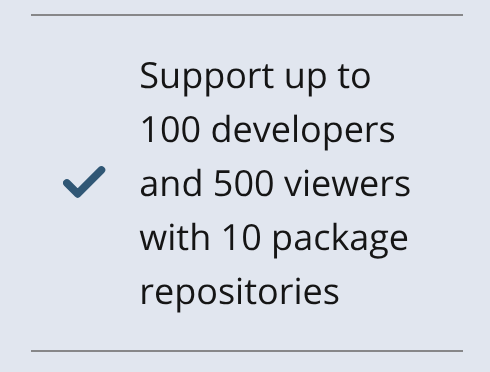 Support up to
100 developers
and 500 viewers
with 10 package
repositories